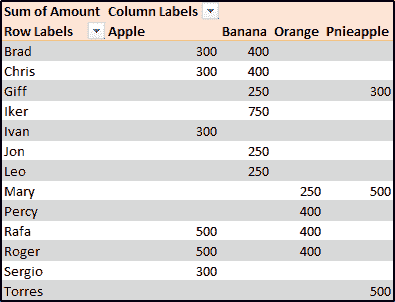 Sum of Amount Column Labels
Row Labels Apple Banana Orange Pnieapple
Brad 300 400
Chris 300 400
Giff 250 300
Iker 750
Ivan 300
Jon 250
Leo 250
Mary 250 500
Percy 400
Rafa 500 400
Roger 500 400
Sergio 300
Torres 500